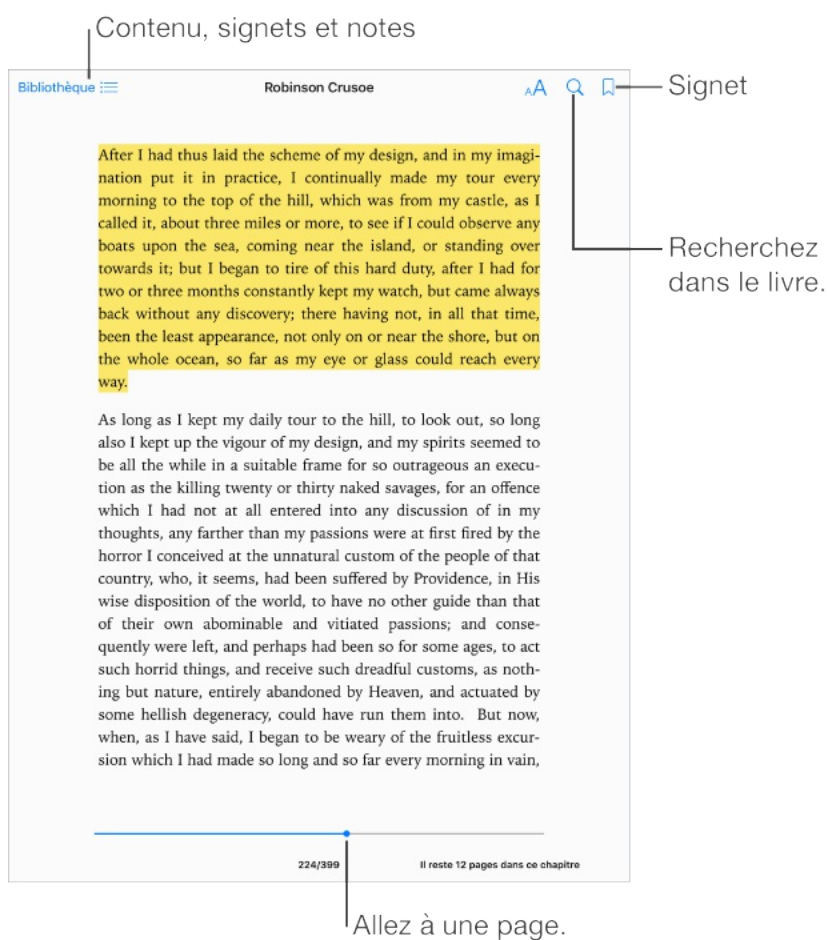 Contenu, signets et notes
Bibliothèque
Robinson Crusoe
AA
Signet
Recherchez
dans le livre.
After I had thus laid the scheme of my design, and in my imagi-
nation put it in practice, I continually made my tour every
morning to the top of the hill, which was from my castle, as I
called it, about three miles or more, to see if I could observe any
boats upon the sea, coming near the island, or standing over
towards it; but I began to tire of this hard duty, after I had for
two or three months constantly kept my watch, but came always
back without any discovery; there having not, in all that time,
been the least appearance, not only on or near the shore, but on
the whole ocean, so far as my eye or glass could reach every
way.
As long as I kept my daily tour to the hill, to look out, so long
also I kept up the vigour of my design, and my spirits seemed to
be all the while in a suitable frame for so outrageous an execu-
tion as the killing twenty or thirty naked savages, for an offence
which I had not at all entered into any discussion of in my
thoughts, any farther than my passions were at first fired by the
horror I conceived at the unnatural custom of the people of that
country, who, it seems, had been suffered by Providence, in His
wise disposition of the world, to have no other guide than that
of their own abominable and vitiated passions; and conse-
quently were left, and perhaps had been so for some ages, to act
such horrid things, and receive such dreadful customs, as noth-
ing but nature, entirely abandoned by Heaven, and actuated by
some hellish degeneracy, could have run them into. But now,
when, as I have said, I began to be weary of the fruitless excur-
sion which I had made so long and so far every morning in vain,
224/399
Il reste 12 pages dans ce chapitre
Allez à une page.